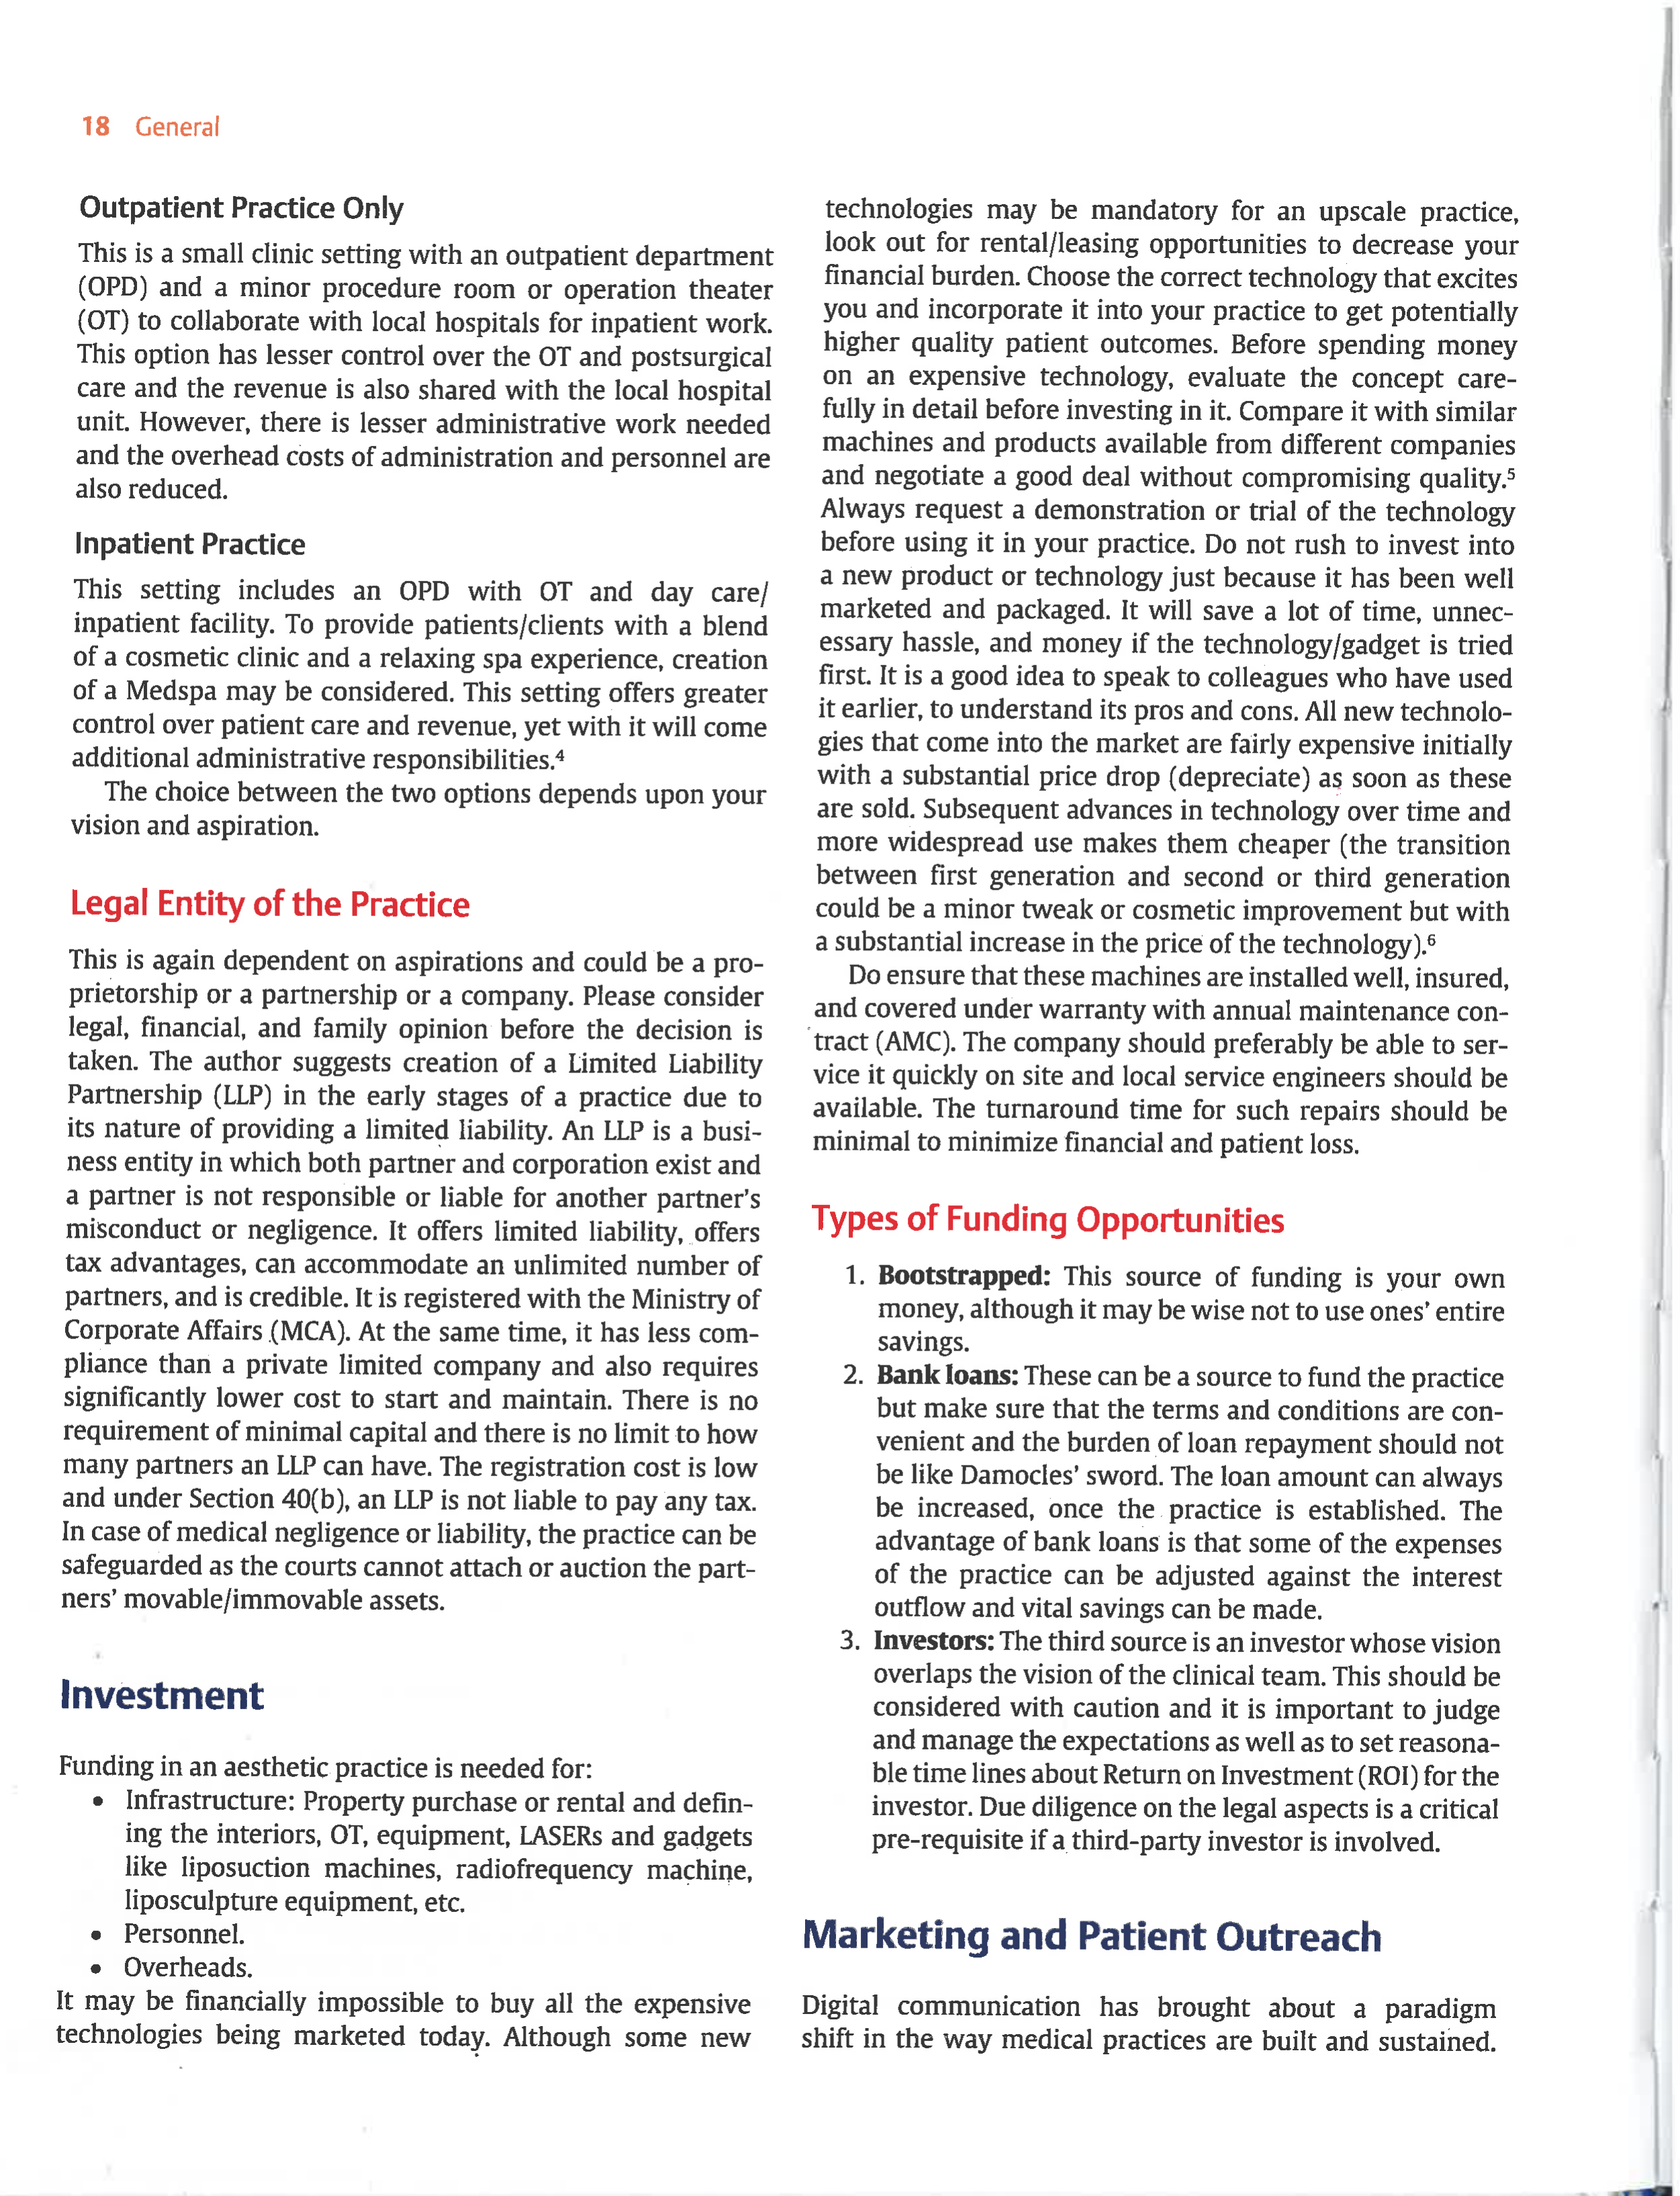 18 General
Outpatient Practice Only
This is a small clinic setting with an outpatient department
(OPD) and a minor procedure room or operation theater
(OT) to collaborate with local hospitals for inpatient work.
This option has lesser control over the OT and postsurgical
care and the revenue is also shared with the local hospital
unit. However, there is lesser administrative work needed
and the overhead costs of administration and personnel are
also reduced.
Inpatient Practice
This setting includes an OPD with OT and day care/
inpatient facility. To provide patients/clients with a blend
of a cosmetic clinic and a relaxing spa experience, creation
of a Medspa may be considered. This setting offers greater
control over patient care and revenue, yet with it will come
additional administrative responsibilities.⁴
The choice between the two options depends upon your
vision and aspiration.
Legal Entity of the Practice
This is again dependent on aspirations and could be a pro-
prietorship or a partnership or a company. Please consider
legal, financial, and family opinion before the decision is
taken. The author suggests creation of a Limited Liability
Partnership (LLP) in the early stages of a practice due to
its nature of providing a limited liability. An LLP is a busi-
ness entity in which both partner and corporation exist and
a partner is not responsible or liable for another partner's
misconduct or negligence. It offers limited liability, offers
tax advantages, can accommodate an unlimited number of
partners, and is credible. It is registered with the Ministry of
Corporate Affairs (MCA). At the same time, it has less com-
pliance than a private limited company and also requires
significantly lower cost to start and maintain. There is no
requirement of minimal capital and there is no limit to how
many partners an LLP can have. The registration cost is low
and under Section 40(b), an LLP is not liable to pay any tax.
In case of medical negligence or liability, the practice can be
safeguarded as the courts cannot attach or auction the part-
ners' movable/immovable assets.
Investment
Funding in an aesthetic practice is needed for:
• Infrastructure: Property purchase or rental and defin-
ing the interiors, OT, equipment, LASERs and gadgets
like liposuction machines, radiofrequency machine,
liposculpture equipment, etc.
• Personnel.
• Overheads.
It may be financially impossible to buy all the expensive
technologies being marketed today. Although some new
technologies may be mandatory for an upscale practice,
look out for rental/leasing opportunities to decrease your
financial burden. Choose the correct technology that excites
you and incorporate it into your practice to get potentially
higher quality patient outcomes. Before spending money
on an expensive technology, evaluate the concept care-
fully in detail before investing in it. Compare it with similar
machines and products available from different companies
and negotiate a good deal without compromising quality.⁵
Always request a demonstration or trial of the technology
before using it in your practice. Do not rush to invest into
a new product or technology just because it has been well
marketed and packaged. It will save a lot of time, unnec-
essary hassle, and money if the technology/gadget is tried
first. It is a good idea to speak to colleagues who have used
it earlier, to understand its pros and cons. All new technolo-
gies that come into the market are fairly expensive initially
with a substantial price drop (depreciate) as soon as these
are sold. Subsequent advances in technology over time and
more widespread use makes them cheaper (the transition
between first generation and second or third generation
could be a minor tweak or cosmetic improvement but with
a substantial increase in the price of the technology).⁶
Do ensure that these machines are installed well, insured,
and covered under warranty with annual maintenance con-
tract (AMC). The company should preferably be able to ser-
vice it quickly on site and local service engineers should be
available. The turnaround time for such repairs should be
minimal to minimize financial and patient loss.
Types of Funding Opportunities
1. Bootstrapped: This source of funding is your own
money, although it may be wise not to use ones' entire
savings.
2. Bank loans: These can be a source to fund the practice
but make sure that the terms and conditions are con-
venient and the burden of loan repayment should not
be like Damocles' sword. The loan amount can always
be increased, once the practice is established. The
advantage of bank loans is that some of the expenses
of the practice can be adjusted against the interest
outflow and vital savings can be made.
3. Investors: The third source is an investor whose vision
overlaps the vision of the clinical team. This should be
considered with caution and it is important to judge
and manage the expectations as well as to set reasona-
ble time lines about Return on Investment (ROI) for the
investor. Due diligence on the legal aspects is a critical
pre-requisite if a third-party investor is involved.
Marketing and Patient Outreach
Digital communication has brought about a paradigm
shift in the way medical practices are built and sustained.